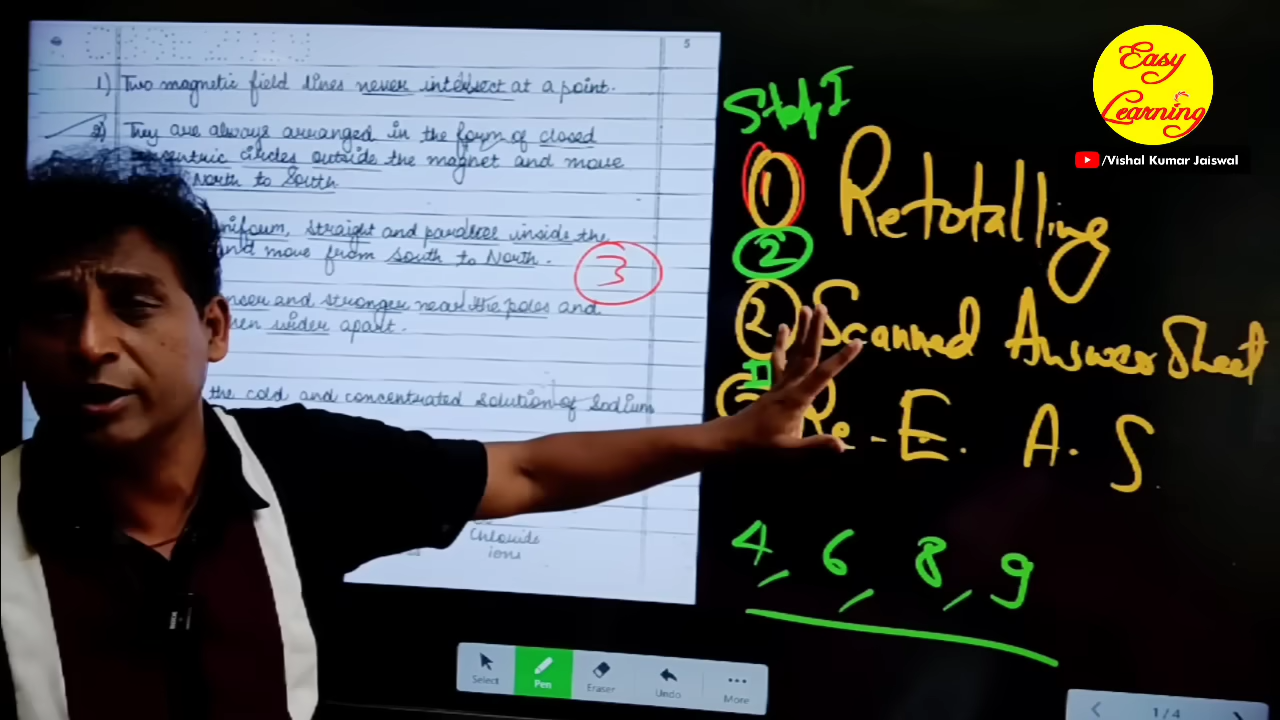 5
1) Two magnetic field lines never intersect at a point.
2) They are always arranged in the form of closed
circles outside the magnet and move
North to South
straight and parallel inside the
and move from south to North.
3
and stronger near the poles and
wider apart.
the cold and concentrated solution of Sodium
Chloride
ions
Step I
1 Retotalling
2
2 Scanned Answer Sheet
Re-E. A. S
4, 6, 8, 9
Easy
Learning
/Vishal Kumar Jaiswal
Select
Pen
Eraser
Undo
More
1/4